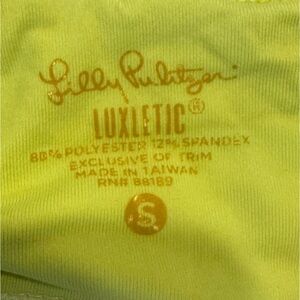 Lilly Pulitzer
LUXLETIC
88% POLYESTER 12% SPANDEX
EXCLUSIVE OF TRIM
MADE IN TAIWAN
RN# 88189
S